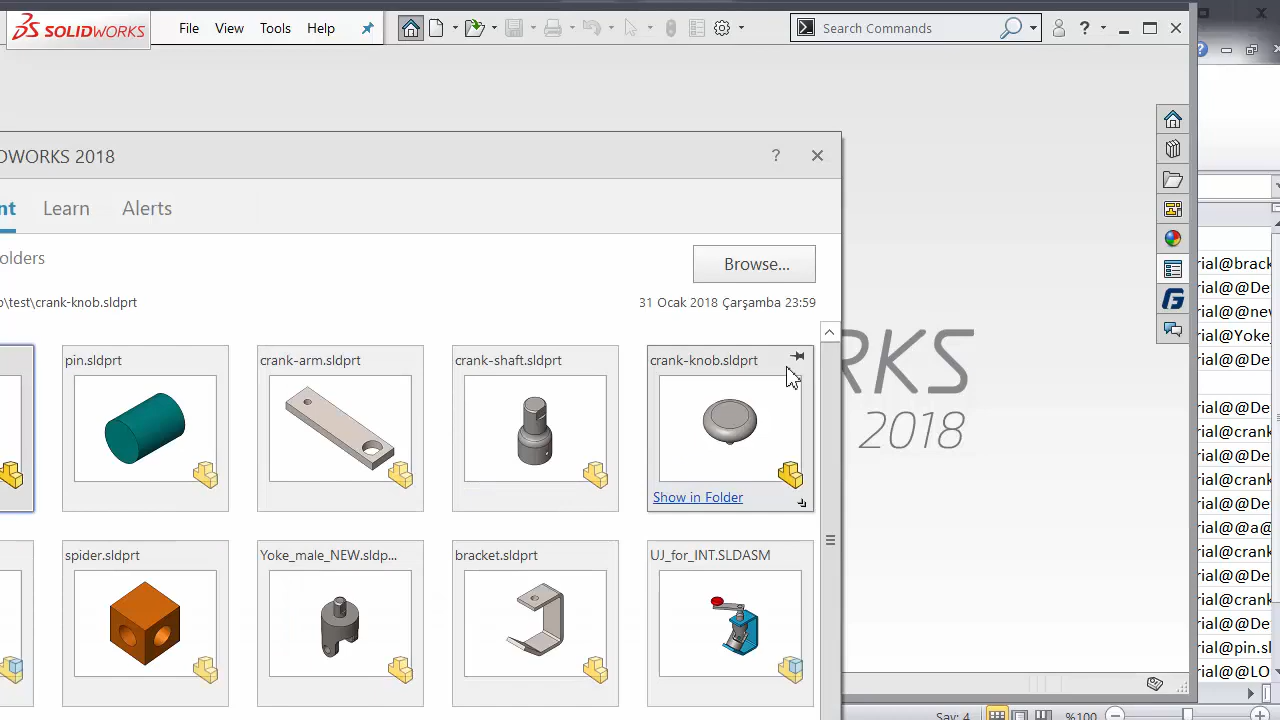 SOLIDWORKS File View Tools Help Search Commands ?
DWORKS 2018 ?
nt Learn Alerts
olders Browse...
o\test\crank-knob.sldprt 31 Ocak 2018 Çarşamba 23:59
pin.sldprt crank-arm.sldprt crank-shaft.sldprt crank-knob.sldprt
Show in Folder
spider.sldprt Yoke_male_NEW.sldp... bracket.sldprt UJ_for_INT.SLDASM
ORKS
2018
rial@brack
rial@@De
rial@@new
rial@Yoke_
rial@@De
rial@@De
rial@crank
rial@@De
rial@crank
rial@@De
rial@@a@
rial@crank
rial@@De
rial@crank
rial@@De
rial@pin.sl
rial@@LO
Say: 4 %100